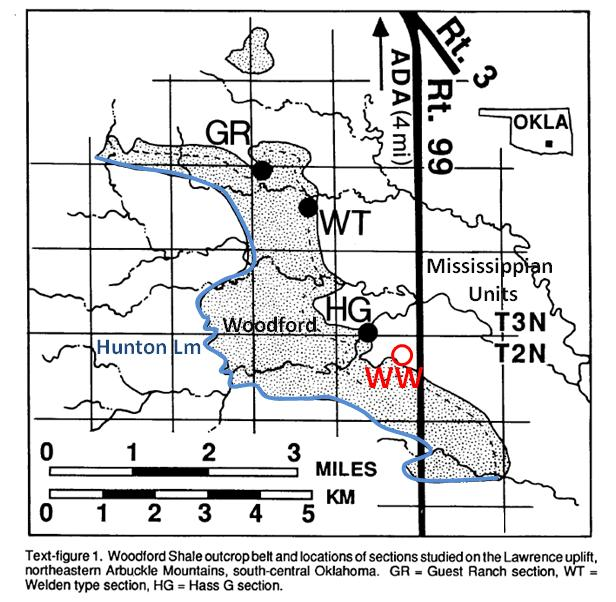 Rt. 3
ADA (4 mi)
Rt. 99
OKLA
GR
WT
Mississippian
Units
HG
Woodford
T3N
Hunton Lm
T2N
WW
0 1 2 3
MILES
KM
0 1 2 3 4 5
Text-figure 1. Woodford Shale outcrop belt and locations of sections studied on the Lawrence uplift,
northeastern Arbuckle Mountains, south-central Oklahoma. GR = Guest Ranch section, WT =
Welden type section, HG = Hass G section.